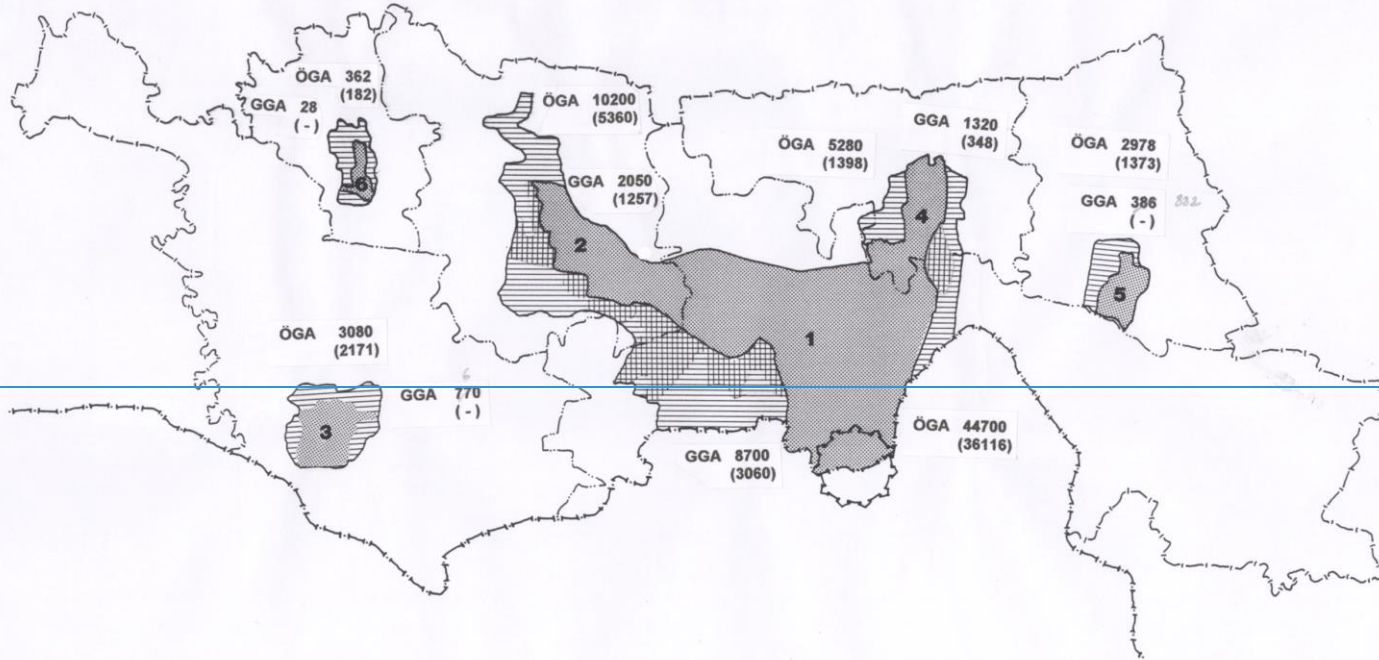 ÖGA 362
(182)
GGA 28
(-)
6
ÖGA 10200
(5360)
GGA 2050
(1257)
2
ÖGA 5280
(1398)
GGA 1320
(348)
4
ÖGA 2978
(1373)
GGA 386
(-)
832
5
1
ÖGA 3080
(2171)
6
GGA 770
(-)
3
GGA 8700
(3060)
ÖGA 44700
(36116)